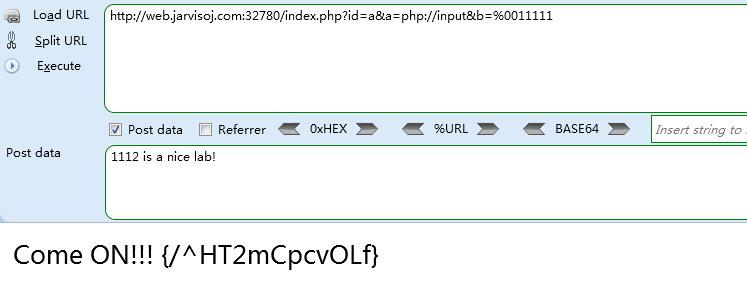 Load URL
http://web.jarvisoj.com:32780/index.php?id=a&a=php://input&b=%0011111
Split URL
Execute
Post data Referrer 0xHEX %URL BASE64 Insert string to
Post data
1112 is a nice lab!
Come ON!!! {/^HT2mCpcvOLf}